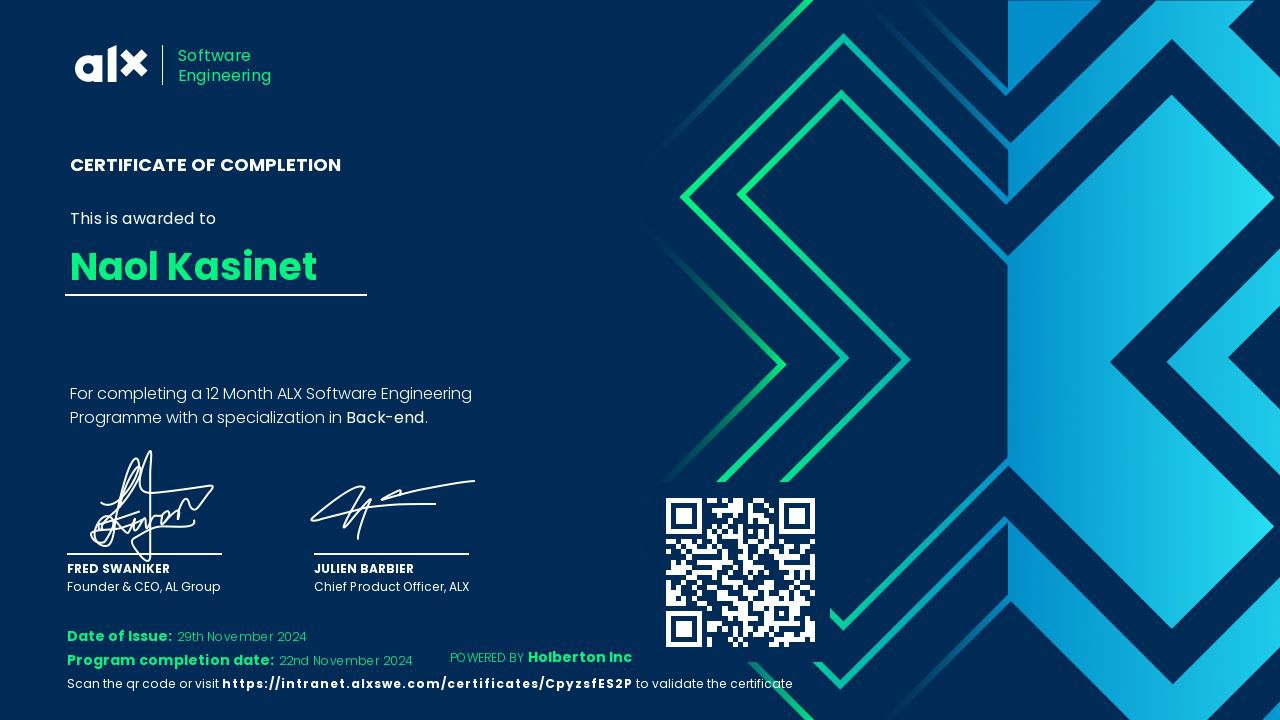 alx
Software
Engineering
CERTIFICATE OF COMPLETION
This is awarded to
Naol Kasinet
For completing a 12 Month ALX Software Engineering
Programme with a specialization in Back-end.
FRED SWANIKER
Founder & CEO, AL Group
JULIEN BARBIER
Chief Product Officer, ALX
Date of Issue: 29th November 2024
Program completion date: 22nd November 2024
POWERED BY Holberton Inc
Scan the qr code or visit https://intranet.alxswe.com/certificates/CpyzsfES2P to validate the certificate